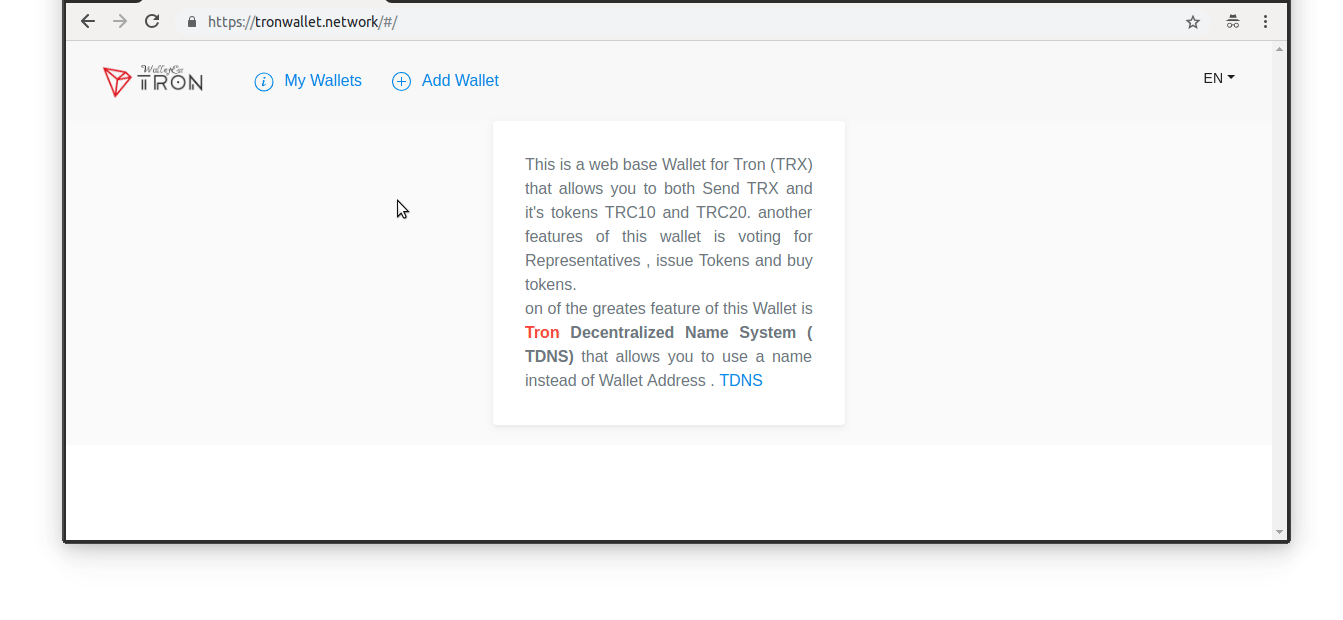 https://tronwallet.network/#/
TRON
My Wallets
Add Wallet
EN
This is a web base Wallet for Tron (TRX)
that allows you to both Send TRX and
it's tokens TRC10 and TRC20. another
features of this wallet is voting for
Representatives , issue Tokens and buy
tokens.
on of the greates feature of this Wallet is
Tron Decentralized Name System (
TDNS) that allows you to use a name
instead of Wallet Address . TDNS